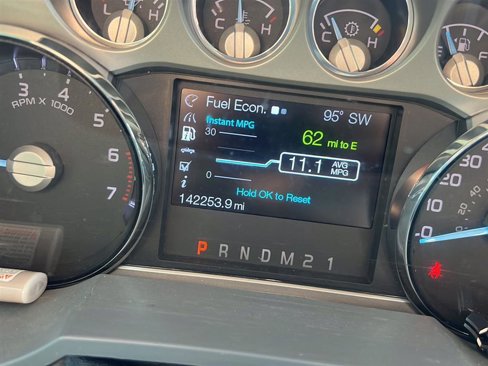 C H
C H
E F
Fuel Econ.
95° SW
Instant MPG
30
62 mi to E
11.1 AVG MPG
0
Hold OK to Reset
142253.9 mi
P R N D M 2 1
RPM X 1000
3
4
5
6
7
30
20
10
0